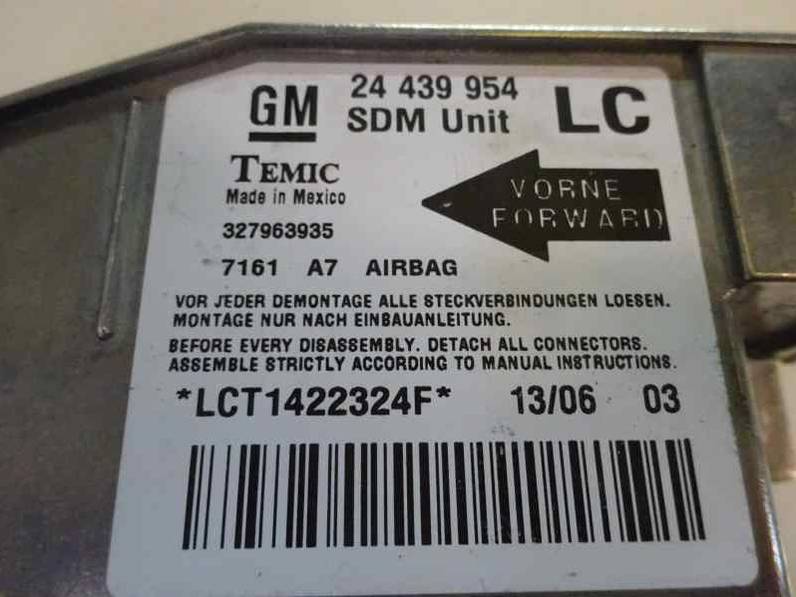 GM 24 439 954 LC
SDM Unit
TEMIC
Made in Mexico
VORNE
FORWARD
327963935
7161 A7 AIRBAG
VOR JEDER DEMONTAGE ALLE STECKVERBINDUNGEN LOESEN.
MONTAGE NUR NACH EINBAUANLEITUNG.
BEFORE EVERY DISASSEMBLY. DETACH ALL CONNECTORS.
ASSEMBLE STRICTLY ACCORDING TO MANUAL INSTRUCTIONS.
*LCT1422324F* 13/06 03